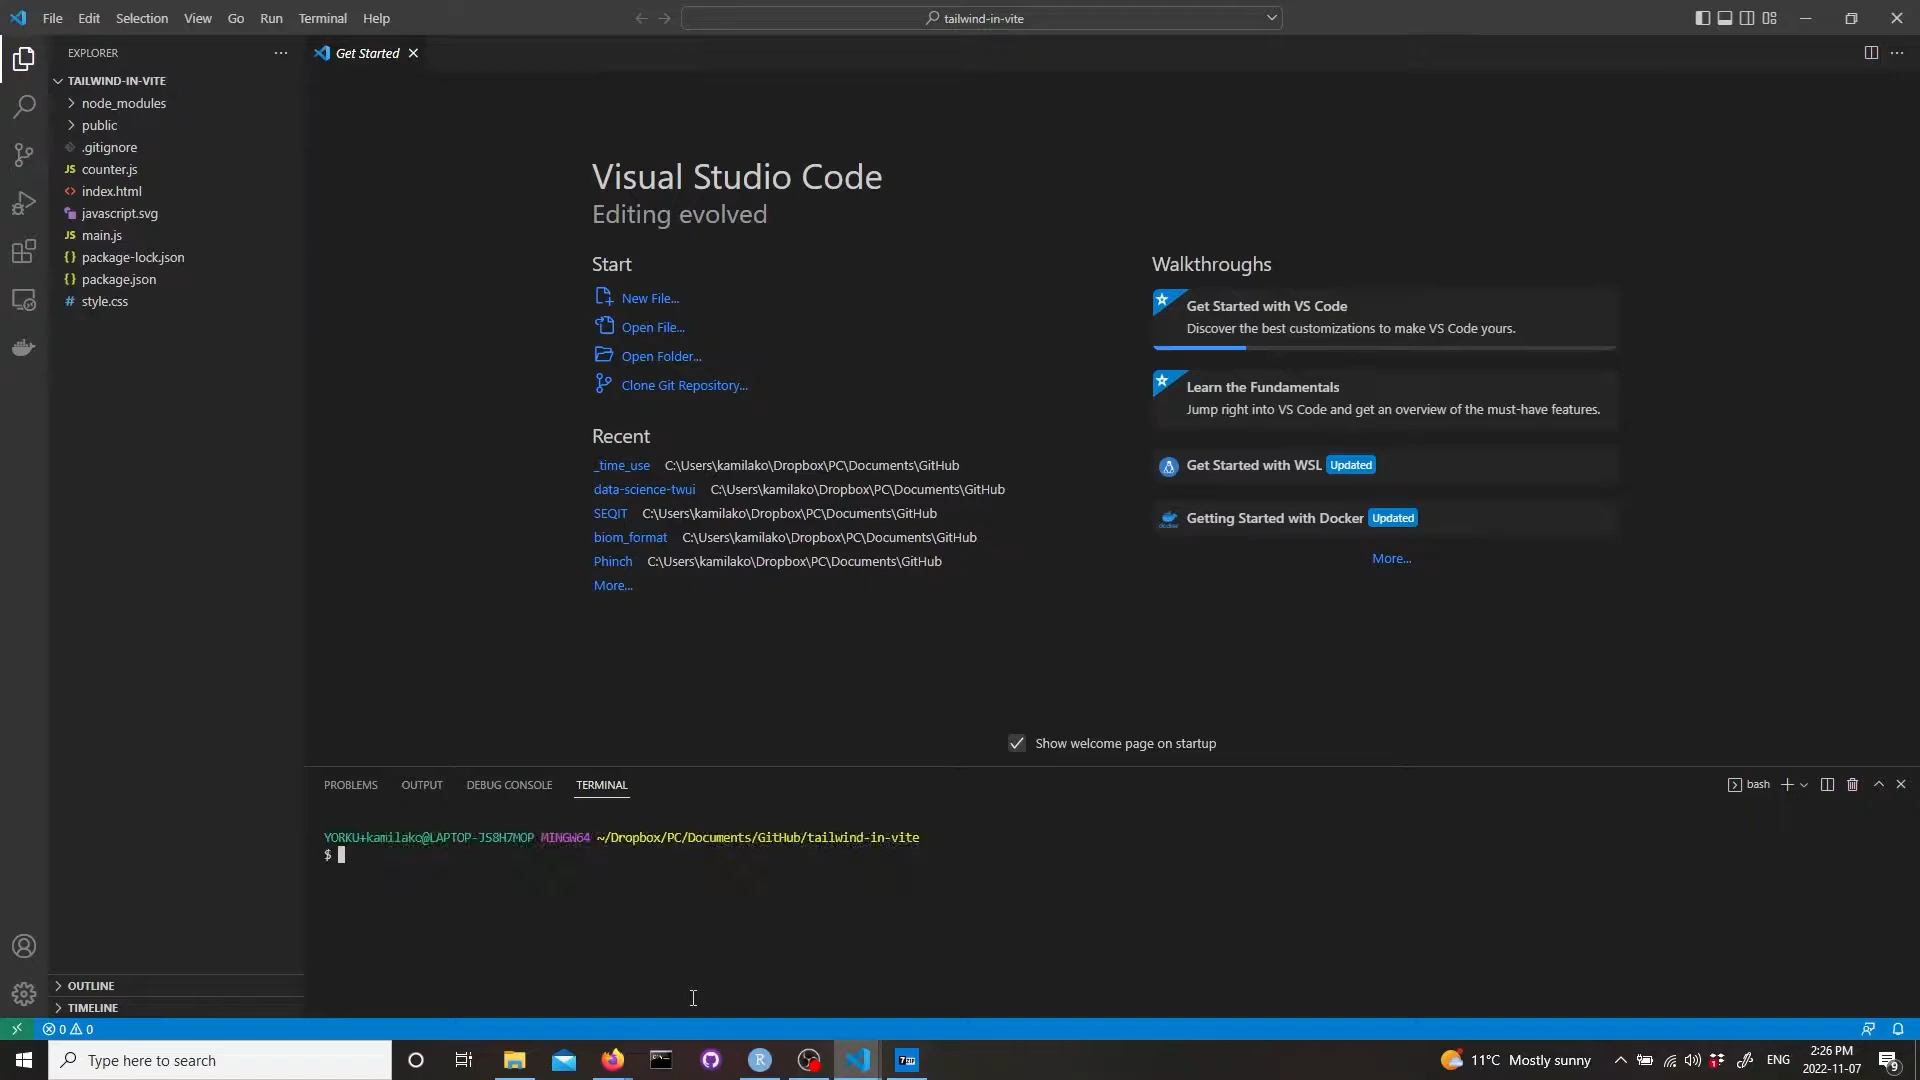 File Edit Selection View Go Run Terminal Help
tailwind-in-vite
EXPLORER
Get Started
TAILWIND-IN-VITE
node_modules
public
.gitignore
JS counter.js
<> index.html
javascript.svg
JS main.js
{} package-lock.json
{} package.json
# style.css
Visual Studio Code
Editing evolved
Start
New File...
Open File...
Open Folder...
Clone Git Repository...
Recent
_time_use C:\Users\kamilako\Dropbox\PC\Documents\GitHub
data-science-twui C:\Users\kamilako\Dropbox\PC\Documents\GitHub
SEQIT C:\Users\kamilako\Dropbox\PC\Documents\GitHub
biom_format C:\Users\kamilako\Dropbox\PC\Documents\GitHub
Phinch C:\Users\kamilako\Dropbox\PC\Documents\GitHub
More...
Walkthroughs
Get Started with VS Code
Discover the best customizations to make VS Code yours.
Learn the Fundamentals
Jump right into VS Code and get an overview of the must-have features.
Get Started with WSL Updated
Getting Started with Docker Updated
More...
Show welcome page on startup
PROBLEMS OUTPUT DEBUG CONSOLE TERMINAL
bash
YORKU+kamilako@LAPTOP-JS8H7MOP MINGW64 ~/Dropbox/PC/Documents/GitHub/tailwind-in-vite
$
OUTLINE
TIMELINE
0 0
Type here to search
R
11°C Mostly sunny
ENG
2:26 PM
2022-11-07
9